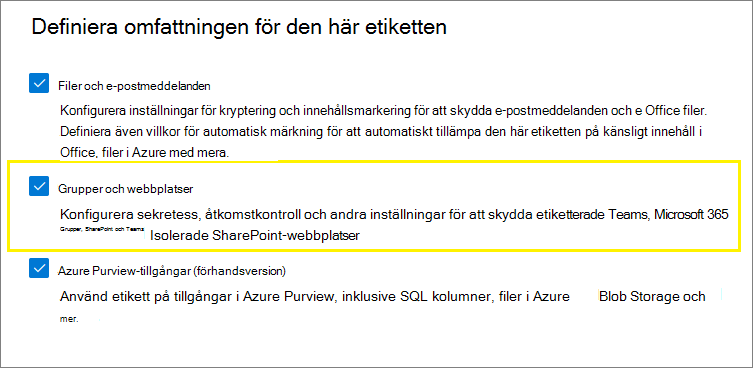 Definiera omfattningen för den här etiketten
Filer och e-postmeddelanden
Konfigurera inställningar för kryptering och innehållsmarkering för att skydda e-postmeddelanden och e Office filer.
Definiera även villkor för automatisk märkning för att automatiskt tillämpa den här etiketten på känsligt innehåll i
Office, filer i Azure med mera.
Grupper och webbplatser
Konfigurera sekretess, åtkomstkontroll och andra inställningar för att skydda etiketterade Teams, Microsoft 365
Grupper, SharePoint och Teams Isolerade SharePoint-webbplatser
Azure Purview-tillgångar (förhandsversion)
Använd etikett på tillgångar i Azure Purview, inklusive SQL kolumner, filer i Azure Blob Storage och
mer.